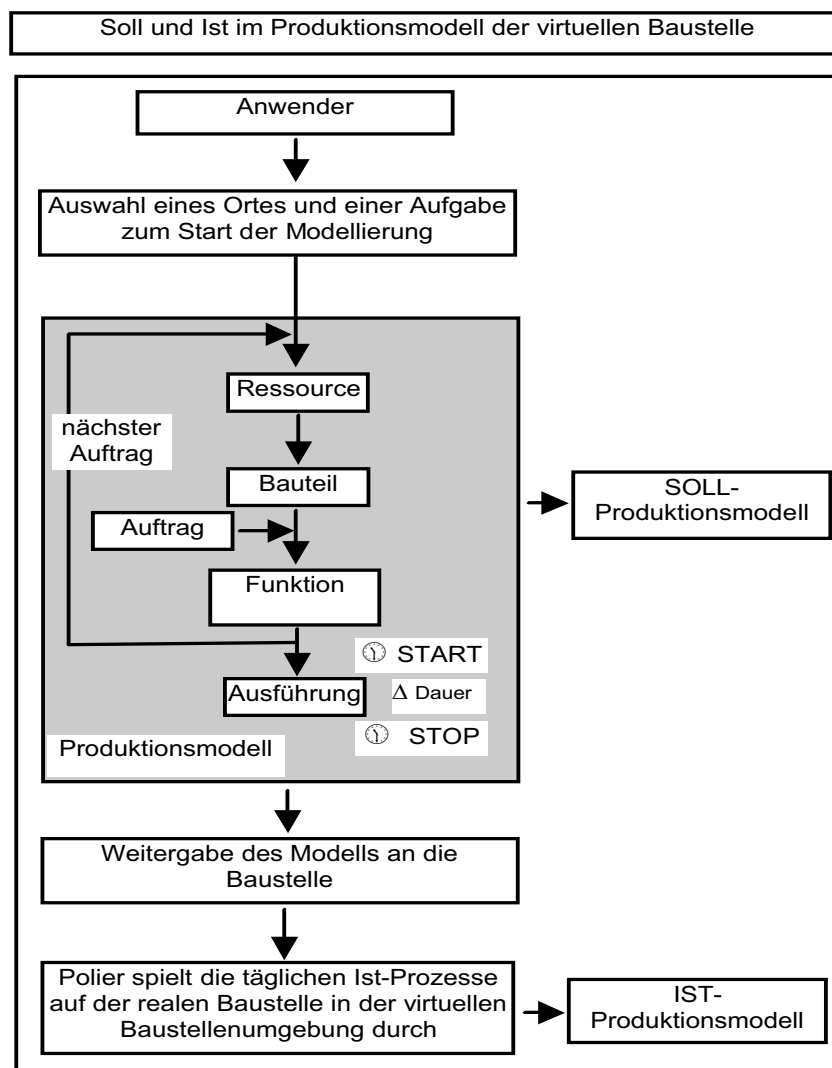 Soll und Ist im Produktionsmodell der virtuellen Baustelle
Anwender
Auswahl eines Ortes und einer Aufgabe
zum Start der Modellierung
Ressource
nächster
Auftrag
Bauteil
SOLL-
Produktionsmodell
Auftrag
Funktion
START
Ausführung
Δ Dauer
STOP
Produktionsmodell
Weitergabe des Modells an die
Baustelle
Polier spielt die täglichen Ist-Prozesse
auf der realen Baustelle in der virtuellen
Baustellenumgebung durch
IST-
Produktionsmodell